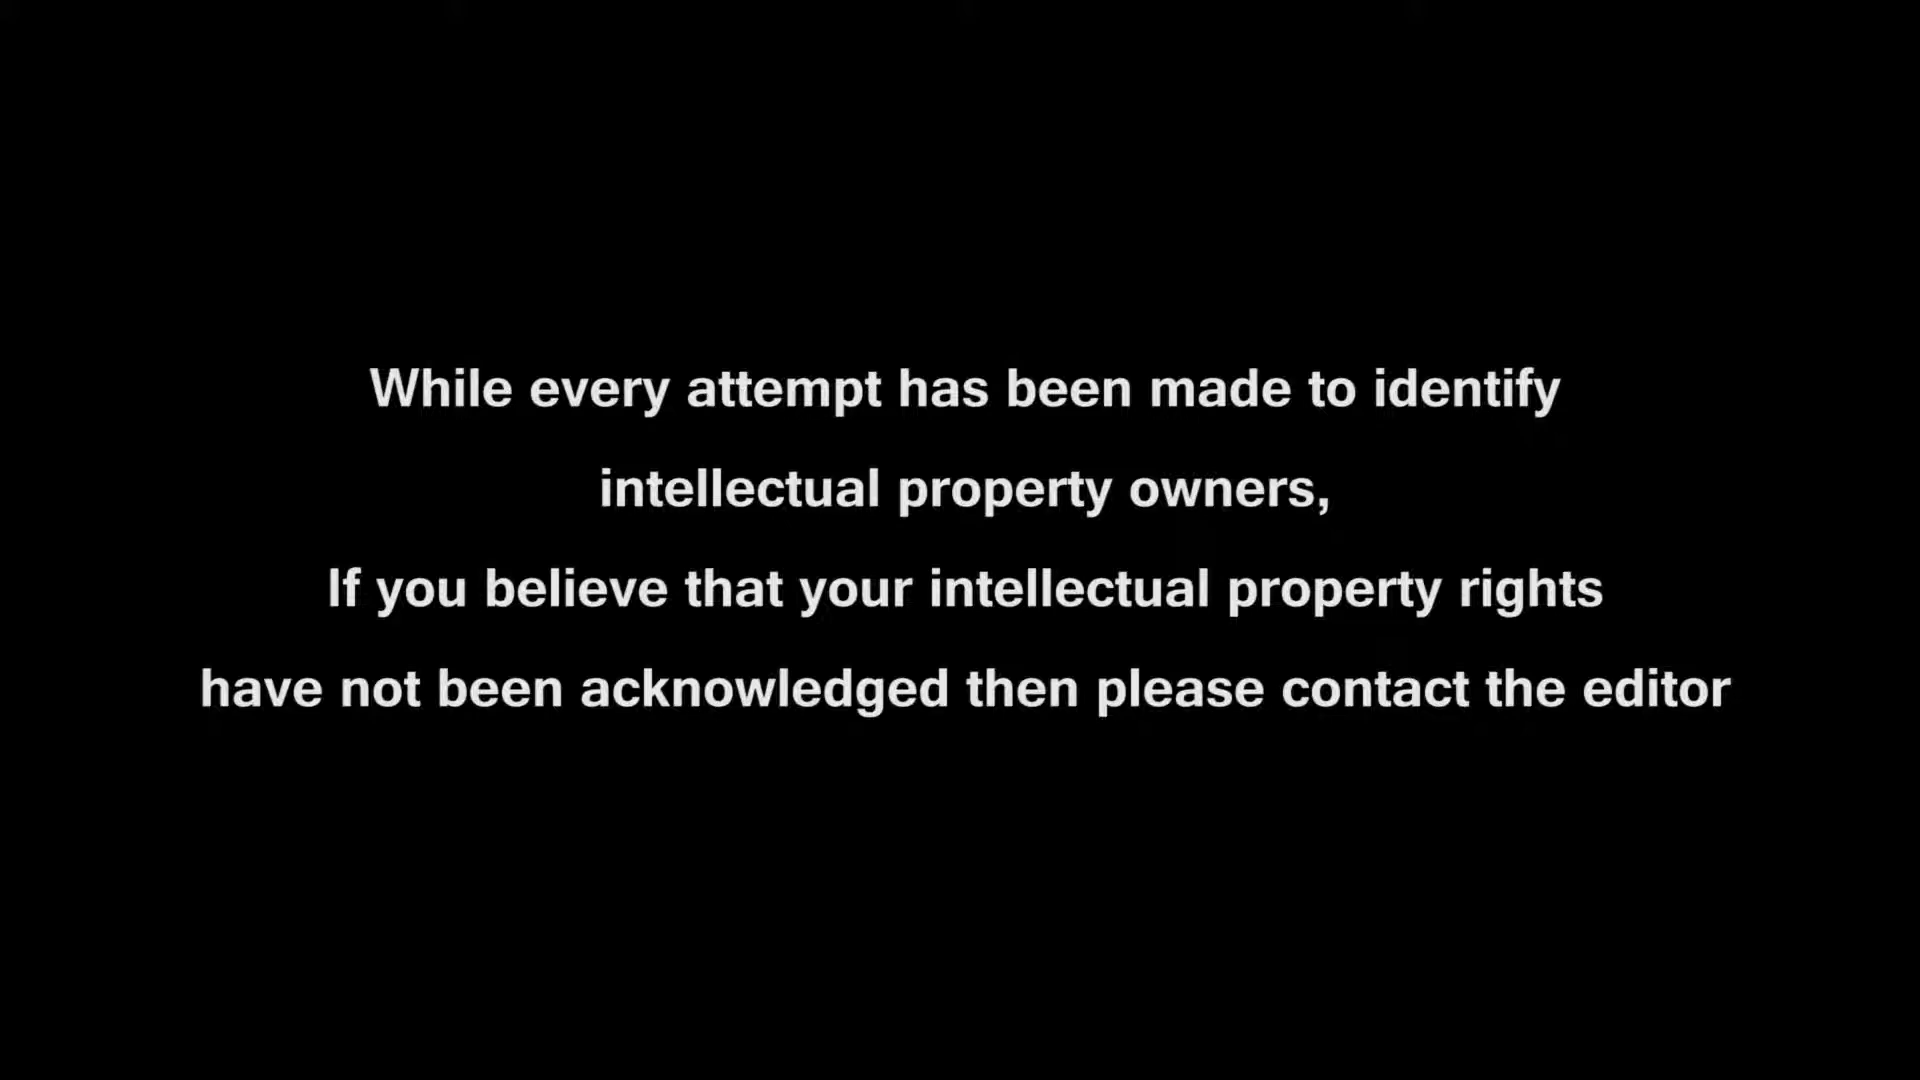 While every attempt has been made to identify
intellectual property owners,
If you believe that your intellectual property rights
have not been acknowledged then please contact the editor